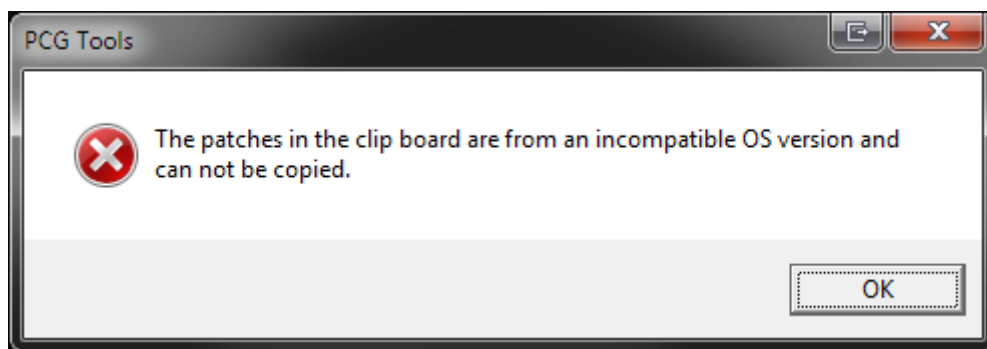 PCG Tools
The patches in the clip board are from an incompatible OS version and
can not be copied.
OK